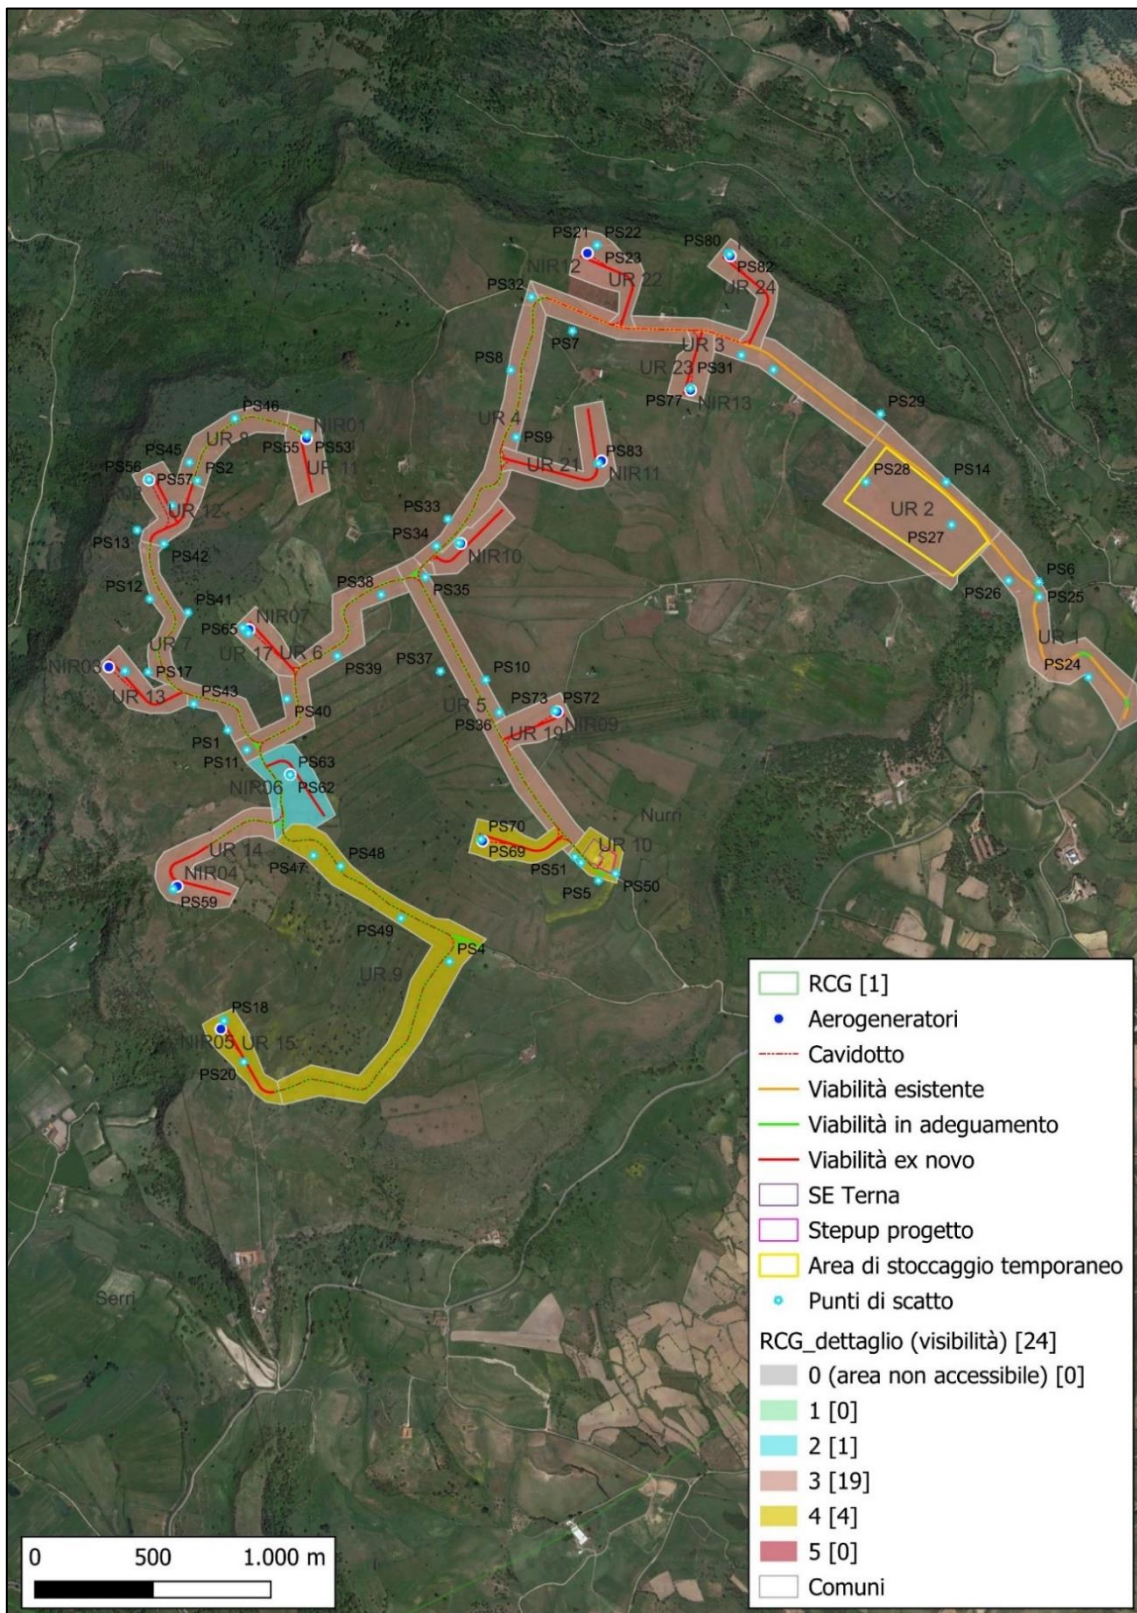 PS21
PS22
PS23
NIR12
UR 22
PS80
PS82
UR 24
PS32
PS7
UR 3
PS8
UR 23
PS31
PS77
NIR13
PS29
UR 4
PS46
NIR01
PS55
PS53
UR 8
PS45
PS2
UR 11
PS9
UR 21
PS83
NIR11
PS56
PS57
UR 12
PS28
PS14
UR 2
PS27
PS13
PS42
PS33
PS34
NIR10
PS12
PS41
PS38
PS35
PS6
PS26
PS25
UR 1
PS24
NIR07
PS65
UR 17
UR 6
PS39
PS37
PS10
UR 7
NIR03
PS17
UR 13
PS43
PS40
UR 5
PS36
PS73
PS72
UR 19
NIR09
PS1
PS11
PS63
NIR06
PS62
Nurri
UR 14
PS47
PS48
PS70
PS69
UR 10
PS51
PS5
PS50
NIR04
PS59
PS49
PS4
UR 9
PS18
NIR05
UR 15
PS20
Serri
RCG [1]
Aerogeneratori
Cavidotto
Viabilità esistente
Viabilità in adeguamento
Viabilità ex novo
SE Terna
Stepup progetto
Area di stoccaggio temporaneo
Punti di scatto
RCG_dettaglio (visibilità) [24]
0 (area non accessibile) [0]
1 [0]
2 [1]
3 [19]
4 [4]
5 [0]
Comuni
0 500 1.000 m